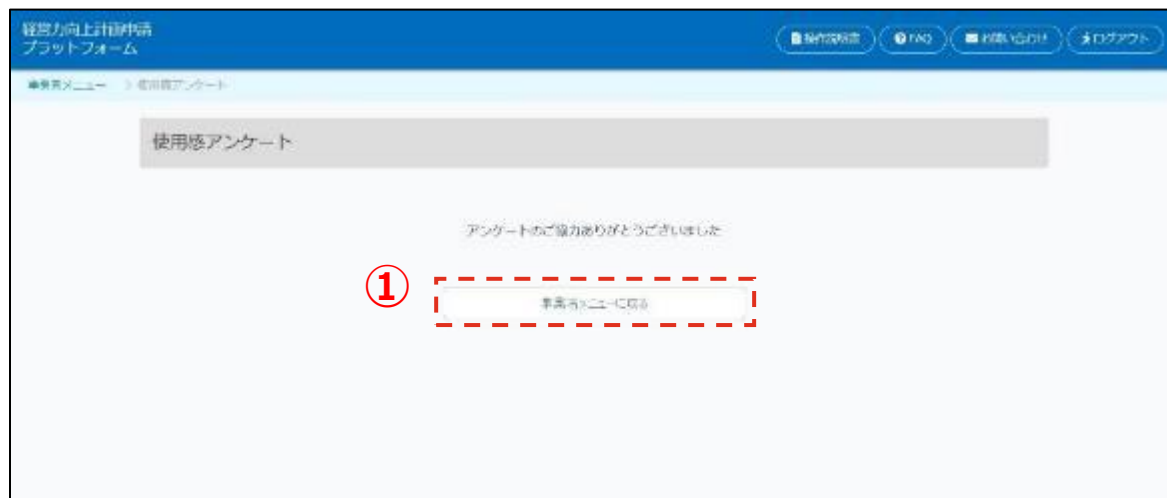 経営力向上計画申請
プラットフォーム
操作説明書
FAQ
お問い合わせ
ログアウト
事業者メニュー
使用感アンケート
使用感アンケート
アンケートのご協力ありがとうございました
①
事業者メニューに戻る